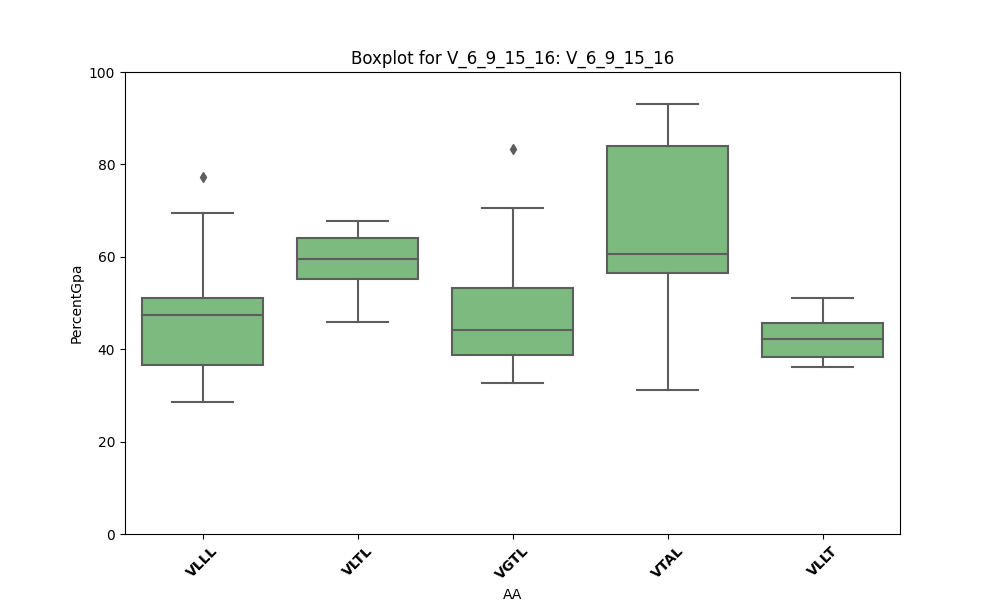 Boxplot for V_6_9_15_16: V_6_9_15_16
100
80
60
40
20
0
PercentGpa
VLLL
VLTL
VGTL
VTAL
VLLT
AA